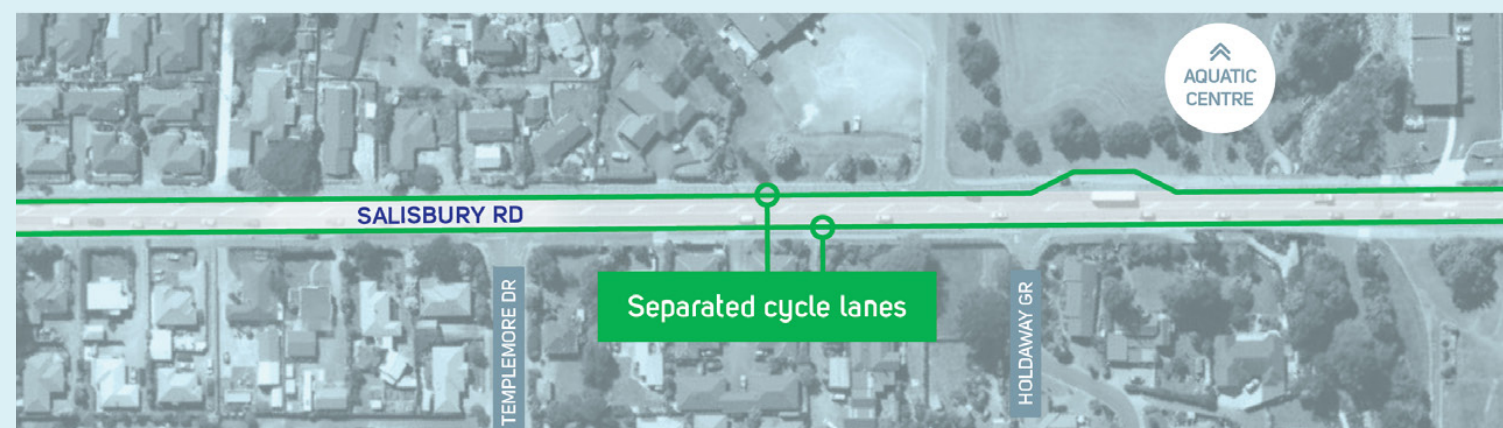 AQUATIC
CENTRE
SALISBURY RD
TEMPLEMORE DR
Separated cycle lanes
HOLDAWAY GR